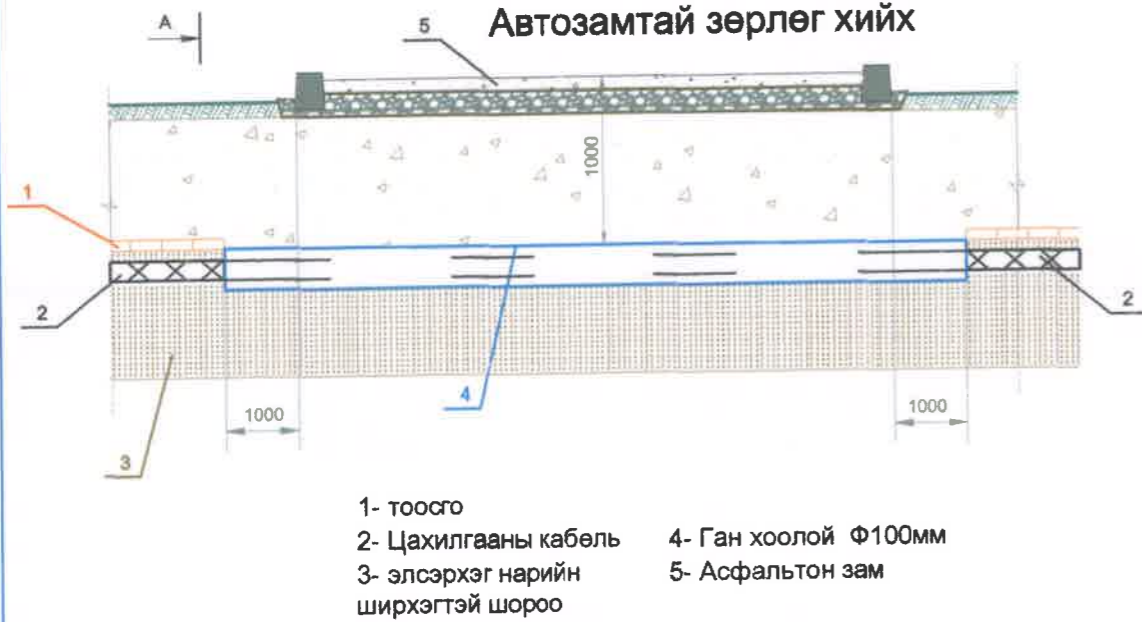 Автозамтай зөрлөг хийх
А
5
1000
1
2
2
4
1000
1000
3
1- тоосго
2- Цахилгааны кабель
3- элсэрхэг нарийн
ширхэгтэй шороо
4- Ган хоолой Ф100мм
5- Асфальтон зам